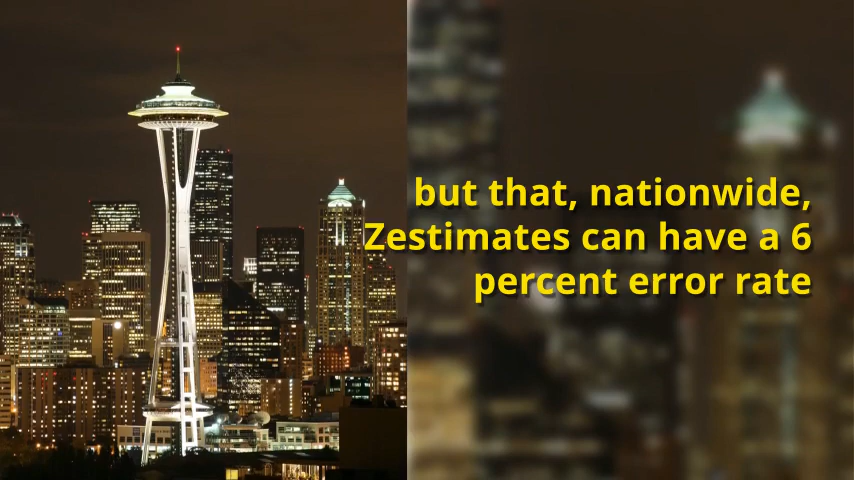 but that, nationwide,
Zestimates can have a 6
percent error rate